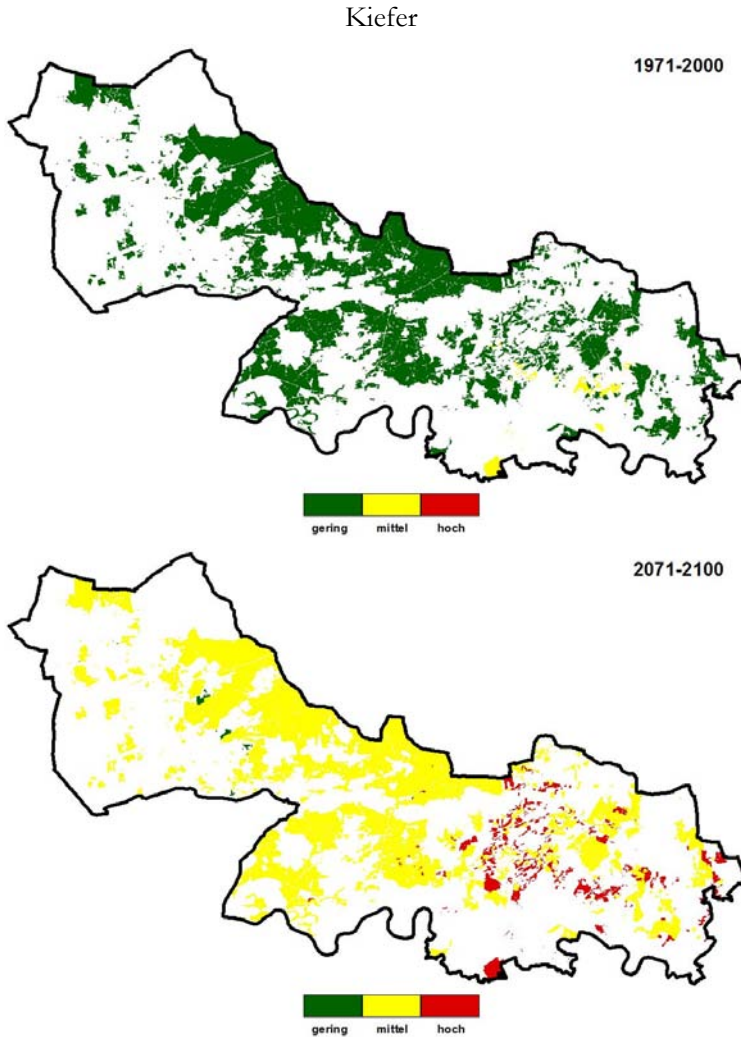 Kiefer
1971-2000
gering mittel hoch
2071-2100
gering mittel hoch